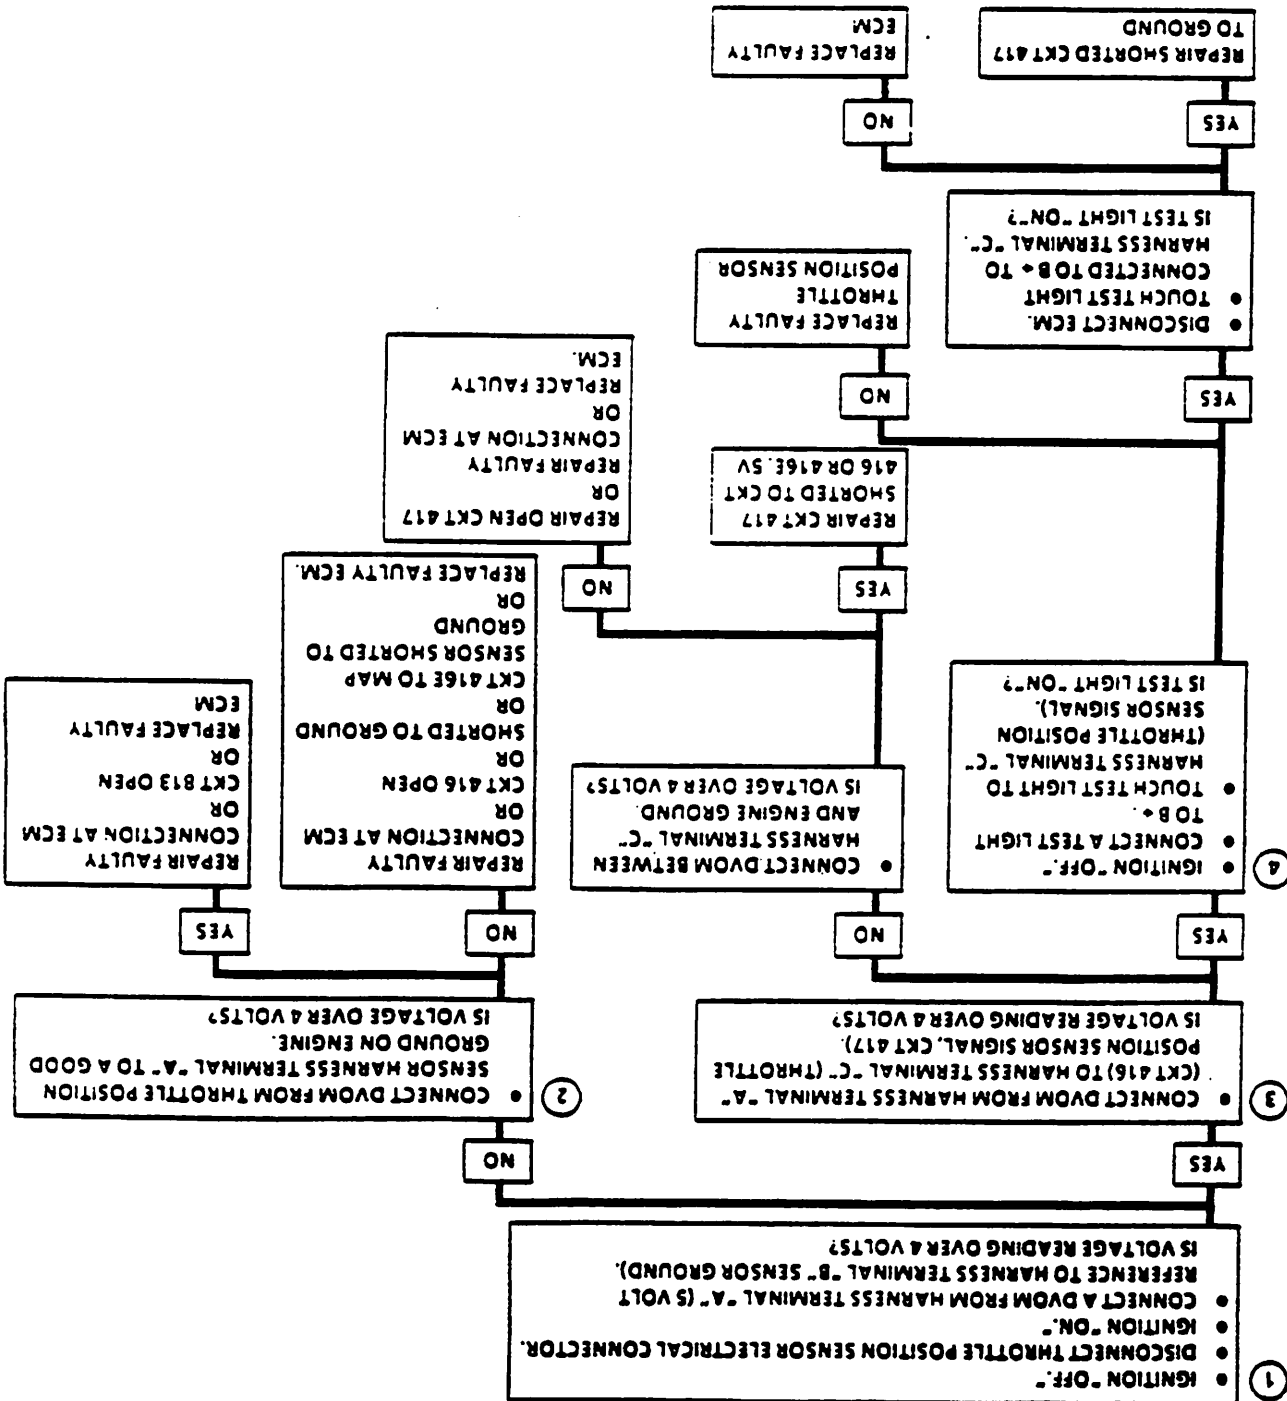 1
• IGNITION "OFF."
• DISCONNECT THROTTLE POSITION SENSOR ELECTRICAL CONNECTOR.
• IGNITION "ON."
• CONNECT A DVOM FROM HARNESS TERMINAL "A" (5 VOLT
REFERENCE TO HARNESS TERMINAL "B" SENSOR GROUND).
IS VOLTAGE READING OVER 4 VOLTS?
YES
NO
3
• CONNECT DVOM FROM HARNESS TERMINAL "A"
(CKT 416) TO HARNESS TERMINAL "C" (THROTTLE
POSITION SENSOR SIGNAL, CKT 417).
IS VOLTAGE READING OVER 4 VOLTS?
2
• CONNECT DVOM FROM THROTTLE POSITION
SENSOR HARNESS TERMINAL "A" TO A GOOD
GROUND ON ENGINE.
IS VOLTAGE OVER 4 VOLTS?
YES
NO
NO
YES
4
• IGNITION "OFF."
• CONNECT A TEST LIGHT
TO B+.
• TOUCH TEST LIGHT TO
HARNESS TERMINAL "C"
(THROTTLE POSITION
SENSOR SIGNAL).
IS TEST LIGHT "ON"?
• CONNECT DVOM BETWEEN
HARNESS TERMINAL "C"
AND ENGINE GROUND.
IS VOLTAGE OVER 4 VOLTS?
REPAIR FAULTY
CONNECTION AT ECM
OR
CKT 416 OPEN
OR
SHORTED TO GROUND
OR
CKT 416E TO MAP
SENSOR SHORTED TO
GROUND
OR
REPLACE FAULTY ECM.
REPAIR FAULTY
CONNECTION AT ECM
OR
CKT 813 OPEN
OR
REPLACE FAULTY
ECM
YES
NO
REPAIR CKT 417
SHORTED TO CKT
416 OR 416E. 5V
REPAIR OPEN CKT 417
OR
REPAIR FAULTY
CONNECTION AT ECM
OR
REPLACE FAULTY
ECM.
YES
NO
• DISCONNECT ECM.
• TOUCH TEST LIGHT
CONNECTED TO B+ TO
HARNESS TERMINAL "C".
IS TEST LIGHT "ON"?
REPLACE FAULTY
THROTTLE
POSITION SENSOR
YES
NO
REPAIR SHORTED CKT 417
TO GROUND
REPLACE FAULTY
ECM